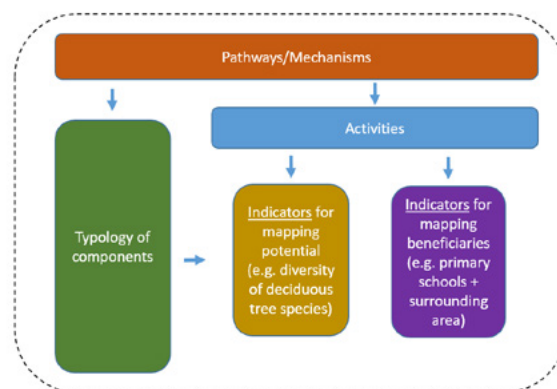 Pathways/Mechanisms
Activities
Typology of
components
Indicators for
mapping
potential
(e.g. diversity
of deciduous
tree species)
Indicators for
mapping
beneficiaries
(e.g. primary
schools +
surrounding
area)